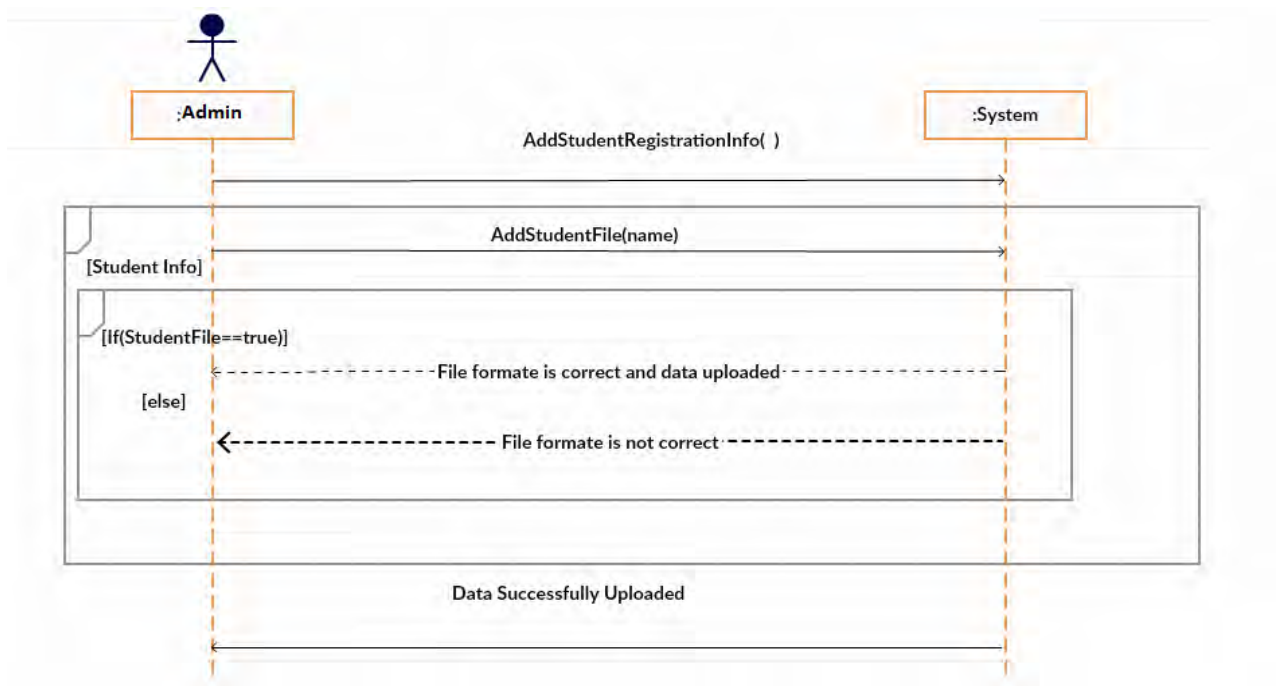 :Admin
:System
AddStudentRegistrationInfo( )
AddStudentFile(name)
[Student Info]
[If(StudentFile==true)]
File formate is correct and data uploaded
[else]
File formate is not correct
Data Successfully Uploaded